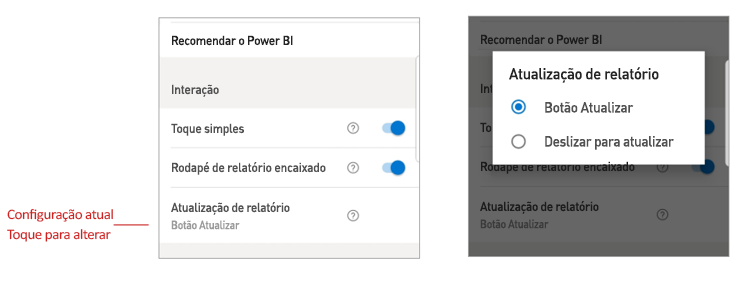 Recomendar o Power BI
Interação
Toque simples
Rodapé de relatório encaixado
Atualização de relatório
Botão Atualizar
Configuração atual
Toque para alterar
Recomendar o Power BI
Int
Atualização de relatório
Botão Atualizar
To
Deslizar para atualizar
Rodapé de relatório encaixado
Atualização de relatório
Botão Atualizar